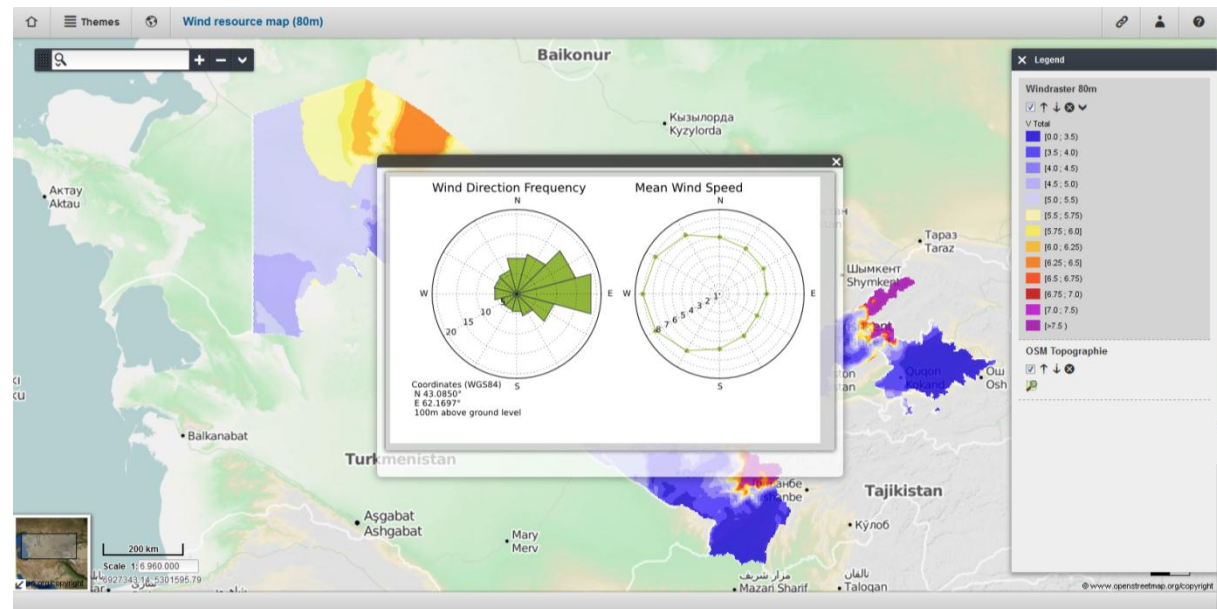 Themes
Wind resource map (80m)
Baikonur
Кызылорда
Kyzylorda
Актау
Aktau
Тараз
Taraz
Шымкент
Balkanabat
Turkmenistan
Aşgabat
Ashgabat
Mary
Merv
Tajikistan
Кӯлоб
Quqon
Kokand
Ош
Osh
مزار شریف
Mazari Sharif
تالقان
Taloqan
200 km
Scale 1: 6.960.000
Wind Direction Frequency
N
W
E
S
5
10
15
20
Mean Wind Speed
N
W
E
S
1
2
3
4
5
6
7
8
Coordinates (WGS84)
N 43.0850°
E 62.1697°
100m above ground level
Legend
Windraster 80m
V Total
[0.0 ; 3.5)
[3.5 ; 4.0)
[4.0 ; 4.5)
[4.5 ; 5.0)
[5.0 ; 5.5)
[5.5 ; 5.75)
[5.75 ; 6.0]
[6.0 ; 6.25)
[6.25 ; 6.5]
[6.5 ; 6.75)
[6.75 ; 7.0)
[7.0 ; 7.5)
[>7.5 )
OSM Topographie
© www.openstreetmap.org/copyright